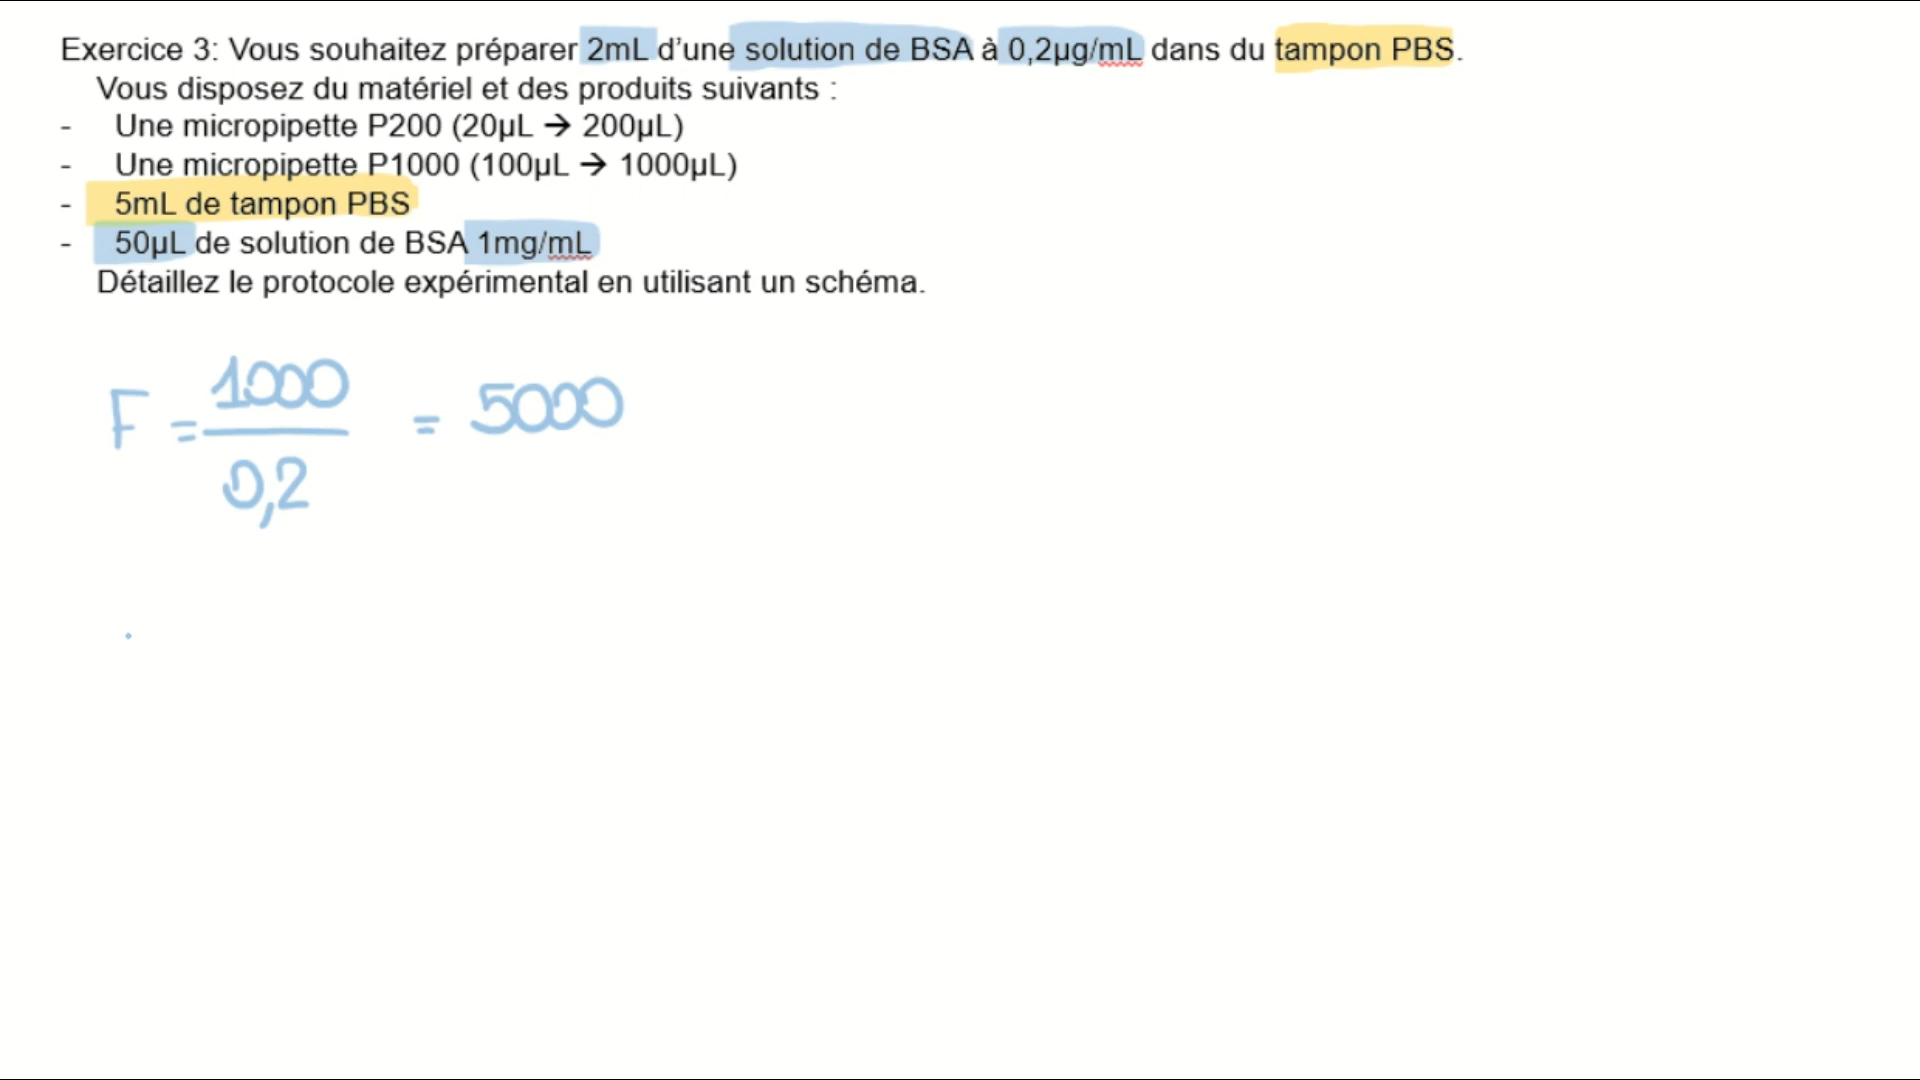 Exercice 3: Vous souhaitez préparer 2mL d’une solution de BSA à 0,2µg/mL dans du tampon PBS.
Vous disposez du matériel et des produits suivants :
- Une micropipette P200 (20µL → 200µL)
- Une micropipette P1000 (100µL → 1000µL)
- 5mL de tampon PBS
- 50µL de solution de BSA 1mg/mL
Détaillez le protocole expérimental en utilisant un schéma.
F = 1000 / 0,2 = 5000